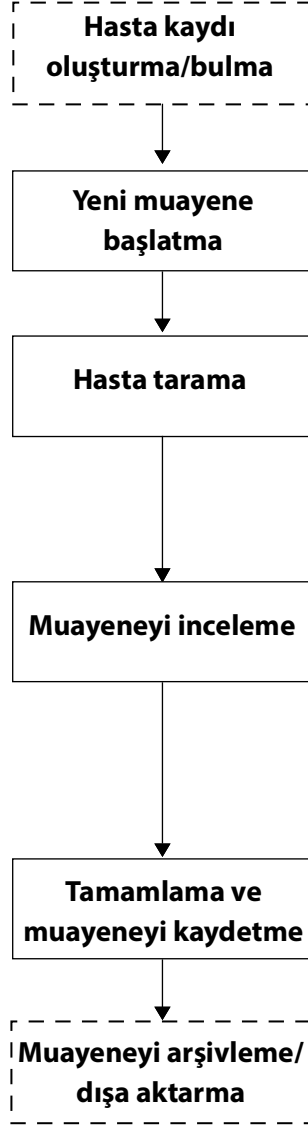 Hasta kaydı
oluşturma/bulma
Yeni muayene
başlatma
Hasta tarama
Muayeneyi inceleme
Tamamlama ve
muayeneyi kaydetme
Muayeneyi arşivleme/
dışa aktarma